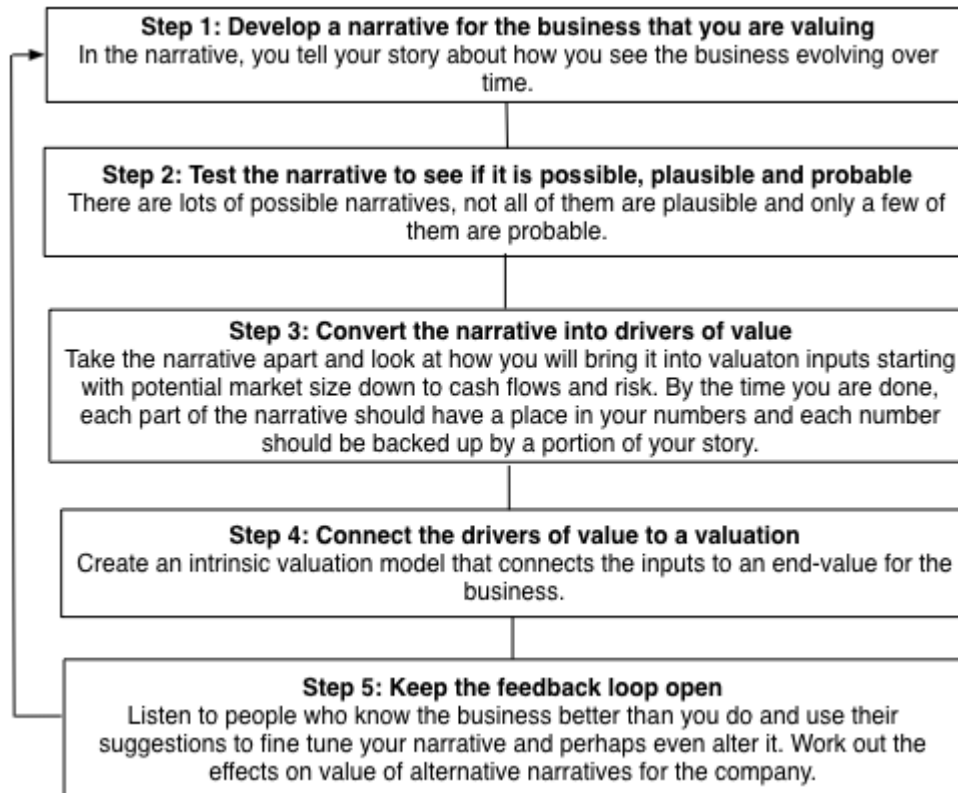 Step 1: Develop a narrative for the business that you are valuing
In the narrative, you tell your story about how you see the business evolving over
time.
Step 2: Test the narrative to see if it is possible, plausible and probable
There are lots of possible narratives, not all of them are plausible and only a few of
them are probable.
Step 3: Convert the narrative into drivers of value
Take the narrative apart and look at how you will bring it into valuaton inputs starting
with potential market size down to cash flows and risk. By the time you are done,
each part of the narrative should have a place in your numbers and each number
should be backed up by a portion of your story.
Step 4: Connect the drivers of value to a valuation
Create an intrinsic valuation model that connects the inputs to an end-value for the
business.
Step 5: Keep the feedback loop open
Listen to people who know the business better than you do and use their
suggestions to fine tune your narrative and perhaps even alter it. Work out the
effects on value of alternative narratives for the company.